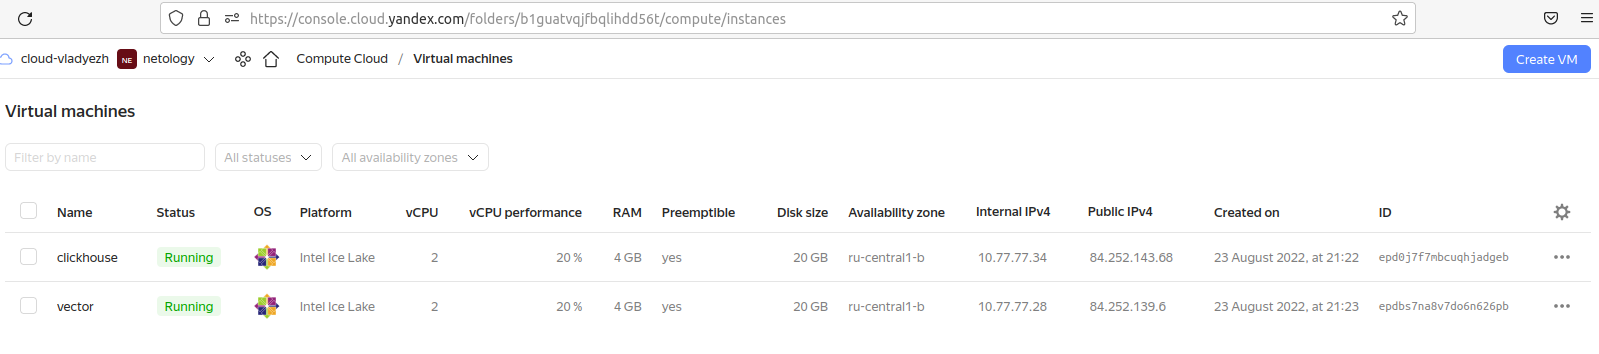 https://console.cloud.yandex.com/folders/b1guatvqjfbqlihdd56t/compute/instances
cloud-vladyezh NE netology Compute Cloud / Virtual machines Create VM
Virtual machines
Filter by name All statuses All availability zones
Name Status OS Platform vCPU vCPU performance RAM Preemptible Disk size Availability zone Internal IPv4 Public IPv4 Created on ID
clickhouse Running Intel Ice Lake 2 20 % 4 GB yes 20 GB ru-central1-b 10.77.77.34 84.252.143.68 23 August 2022, at 21:22 epd0j7f7mbcuqhjadgeb
vector Running Intel Ice Lake 2 20 % 4 GB yes 20 GB ru-central1-b 10.77.77.28 84.252.139.6 23 August 2022, at 21:23 epdbs7na8v7do6n626pb